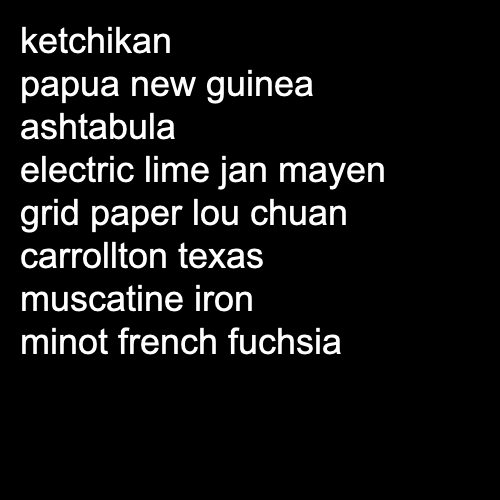 ketchikan
papua new guinea
ashtabula
electric lime jan mayen
grid paper lou chuan
carrollton texas
muscatine iron
minot french fuchsia